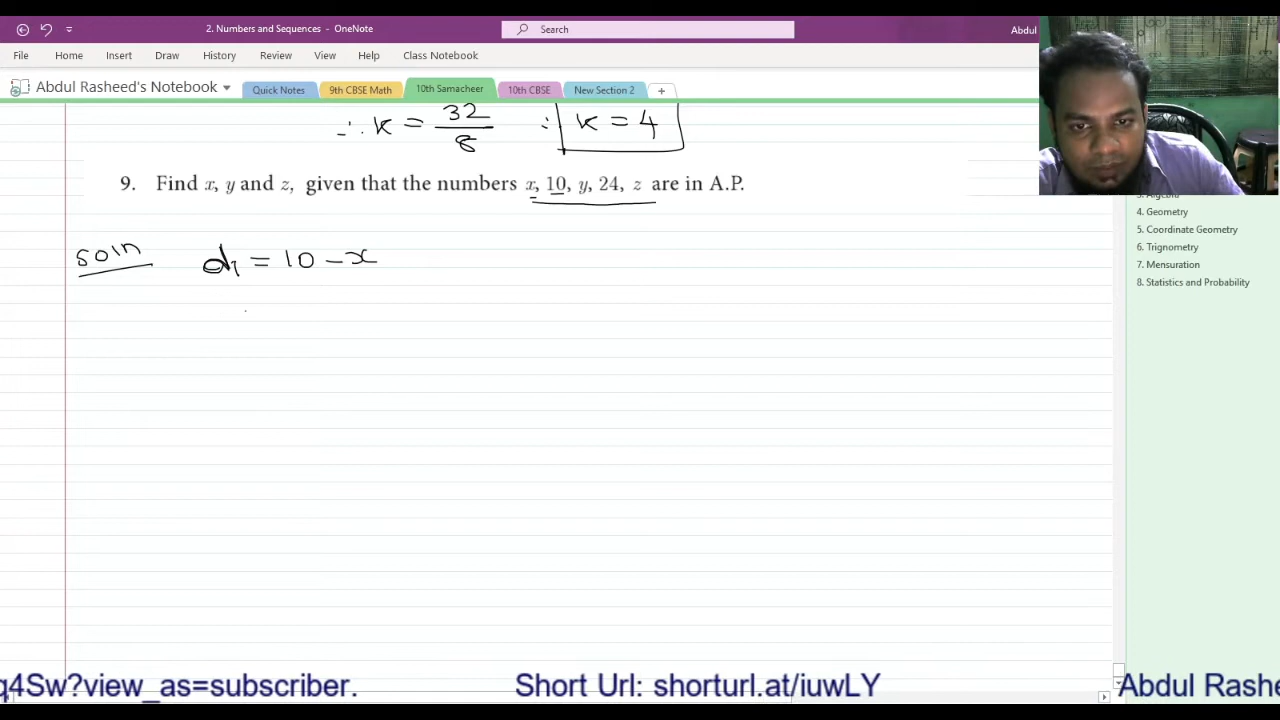 2. Numbers and Sequences - OneNote
Search
Abdul
File Home Insert Draw History Review View Help Class Notebook
Abdul Rasheed's Notebook
Quick Notes 9th CBSE Math 10th Samacheer 10th CBSE New Section 2 +
∴ K = 32/8 ∴ K = 4
9. Find x, y and z, given that the numbers x, 10, y, 24, z are in A.P.
Soln d1 = 10 - x
3. Algebra
4. Geometry
5. Coordinate Geometry
6. Trignometry
7. Mensuration
8. Statistics and Probability
q4Sw?view_as=subscriber. Short Url: shorturl.at/iuwLY Abdul Rashe